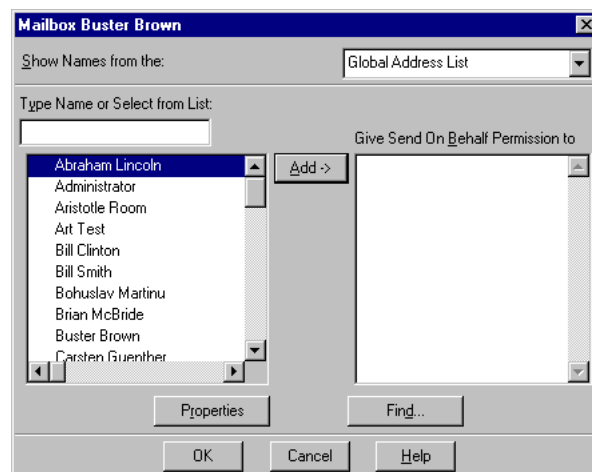 Mailbox Buster Brown
Show Names from the:
Global Address List
Type Name or Select from List:
Give Send On Behalf Permission to
Abraham Lincoln
Add ->
Administrator
Aristotle Room
Art Test
Bill Clinton
Bill Smith
Bohuslav Martinu
Brian McBride
Buster Brown
Carsten Guenther
Properties
Find...
OK
Cancel
Help